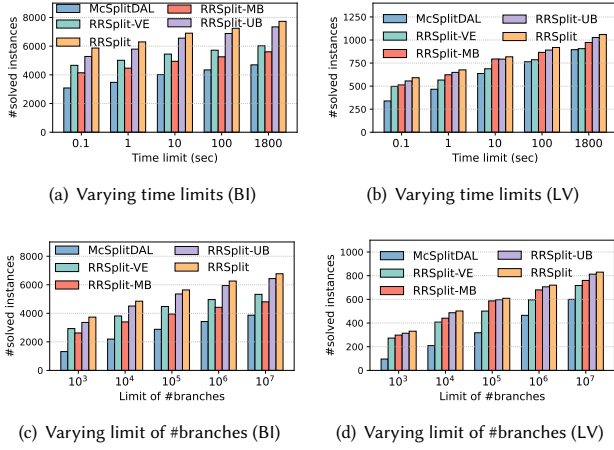 McSplitDAL
RRSplit-VE
RRSplit-MB
RRSplit-UB
RRSplit
#solved instances
8000
6000
4000
2000
0
0.1 1 10 100 1800
Time limit (sec)
(a) Varying time limits (BI)
McSplitDAL
RRSplit-VE
RRSplit-MB
RRSplit-UB
RRSplit
#solved instances
1250
1000
750
500
250
0
0.1 1 10 100 1800
Time limit (sec)
(b) Varying time limits (LV)
McSplitDAL
RRSplit-VE
RRSplit-MB
RRSplit-UB
RRSplit
#solved instances
8000
6000
4000
2000
0
10³ 10⁴ 10⁵ 10⁶ 10⁷
Limit of #branches
(c) Varying limit of #branches (BI)
McSplitDAL
RRSplit-VE
RRSplit-MB
RRSplit-UB
RRSplit
#solved instances
1000
800
600
400
200
0
10³ 10⁴ 10⁵ 10⁶ 10⁷
Limit of #branches
(d) Varying limit of #branches (LV)